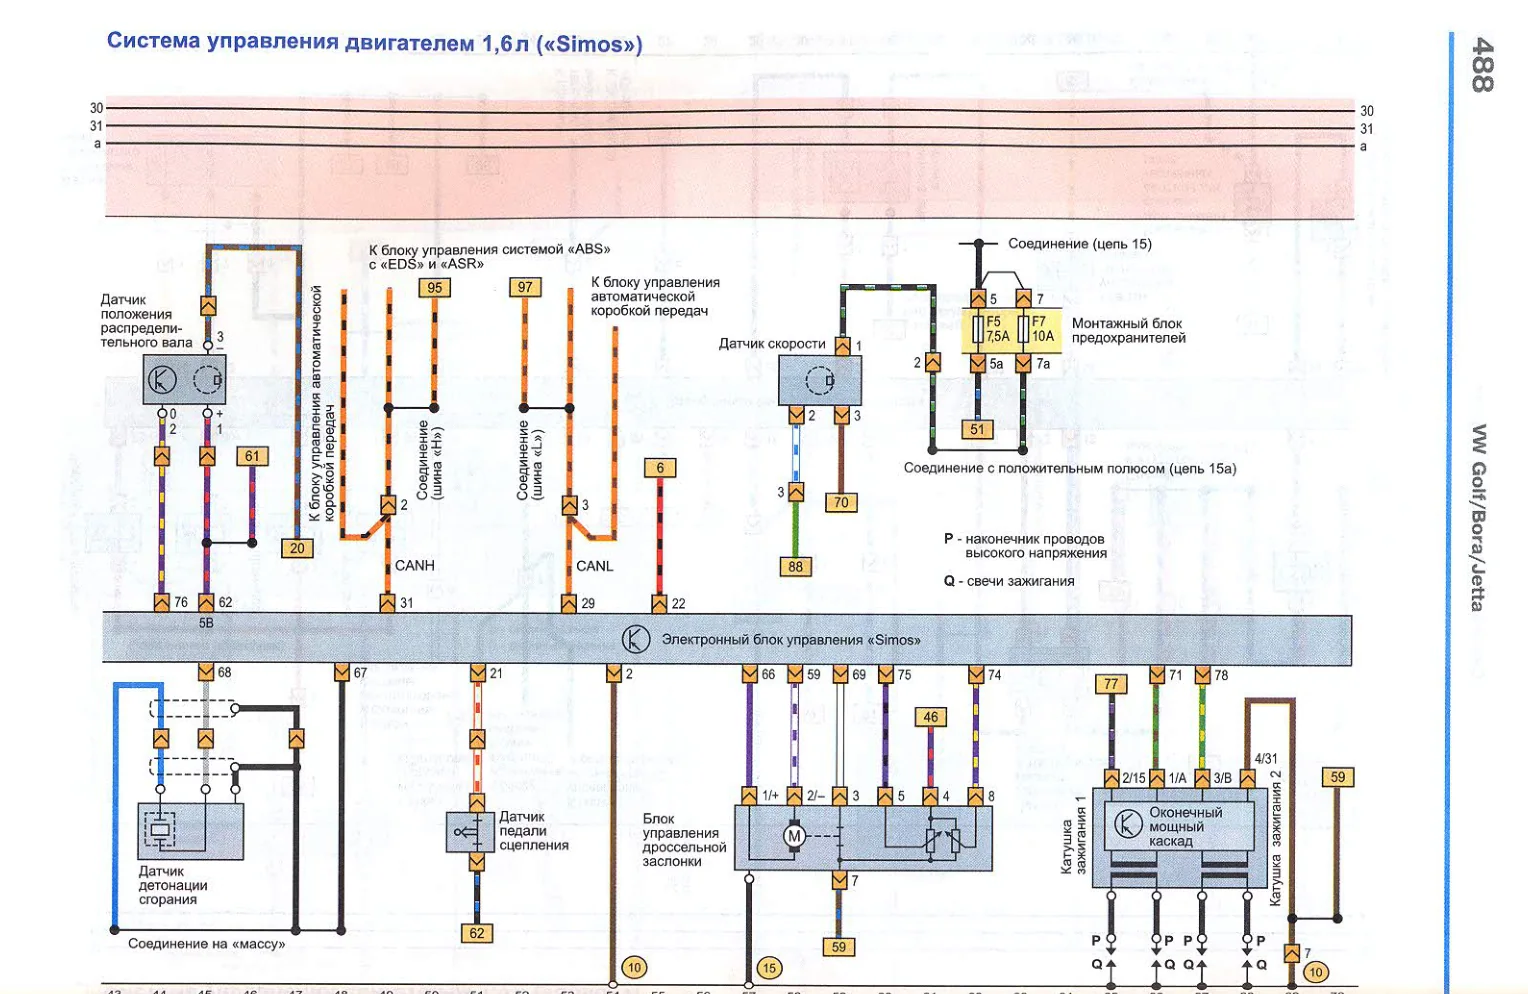 Система управления двигателем 1,6л («Simos»)
488
VW Golf/Bora/Jetta
30
31
a
30
31
a
К блоку управления системой «ABS»
с «EDS» и «ASR»
95
97
К блоку управления
автоматической
коробкой передач
Соединение (цепь 15)
Датчик
положения
распредели-
тельного вала
3
–
К блоку управления автоматической
коробкой передач
5
7
F5
7,5A
F7
10A
Монтажный блок
предохранителей
5a
7a
Датчик скорости
1
2
2
3
0
2
+
1
61
51
Соединение
(шина «H»)
Соединение
(шина «L»)
6
Соединение с положительным полюсом (цепь 15а)
3
70
2
3
20
88
P - наконечник проводов
высокого напряжения
Q - свечи зажигания
CANH
CANL
76
62
31
29
22
5B
Электронный блок управления «Simos»
68
67
21
2
66
59
69
75
74
71
78
77
46
4/31
1/+
2/–
3
5
4
8
2/15
1/A
3/B
59
Датчик
педали
сцепления
Блок
управления
дроссельной
заслонки
M
Катушка
зажигания 1
Оконечный
мощный
каскад
Катушка зажигания 2
Датчик
детонации
сгорания
7
62
59
Соединение на «массу»
P
P
P
P
Q
Q
Q
Q
7
10
15
10